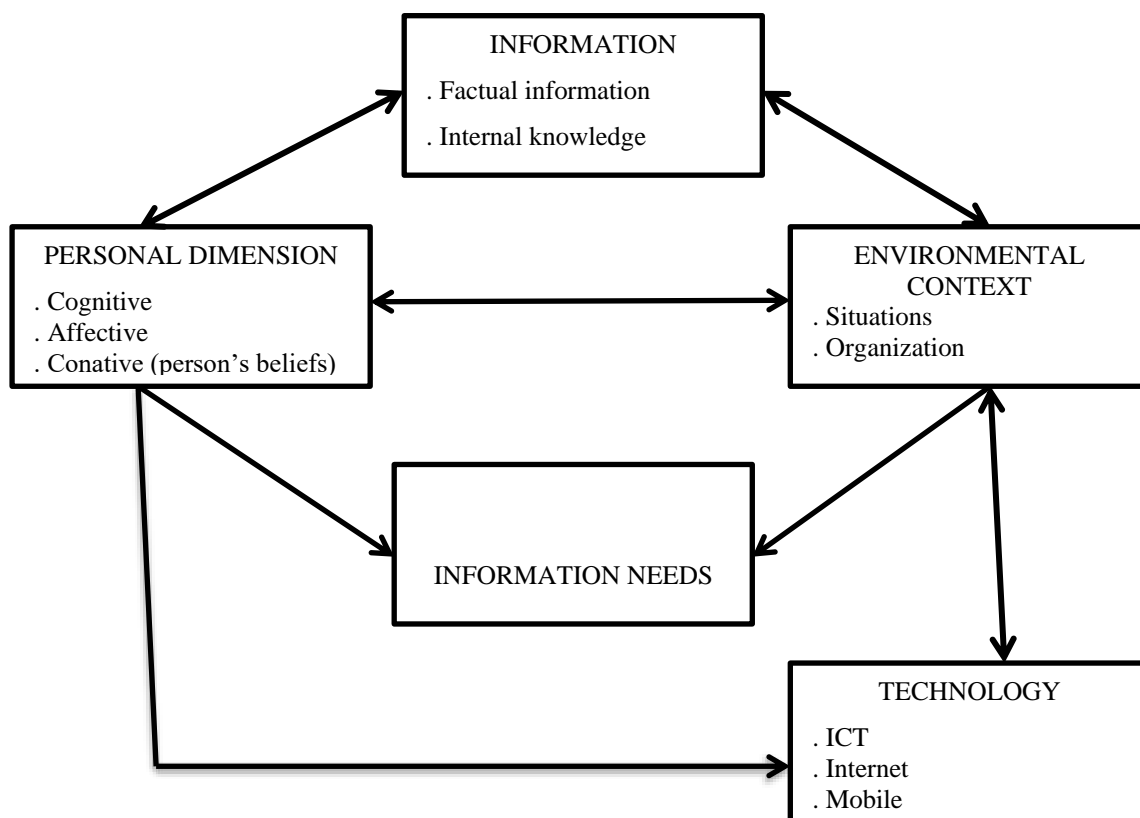 INFORMATION
. Factual information
. Internal knowledge
PERSONAL DIMENSION
. Cognitive
. Affective
. Conative (person’s beliefs)
ENVIRONMENTAL
CONTEXT
. Situations
. Organization
INFORMATION NEEDS
TECHNOLOGY
. ICT
. Internet
. Mobile